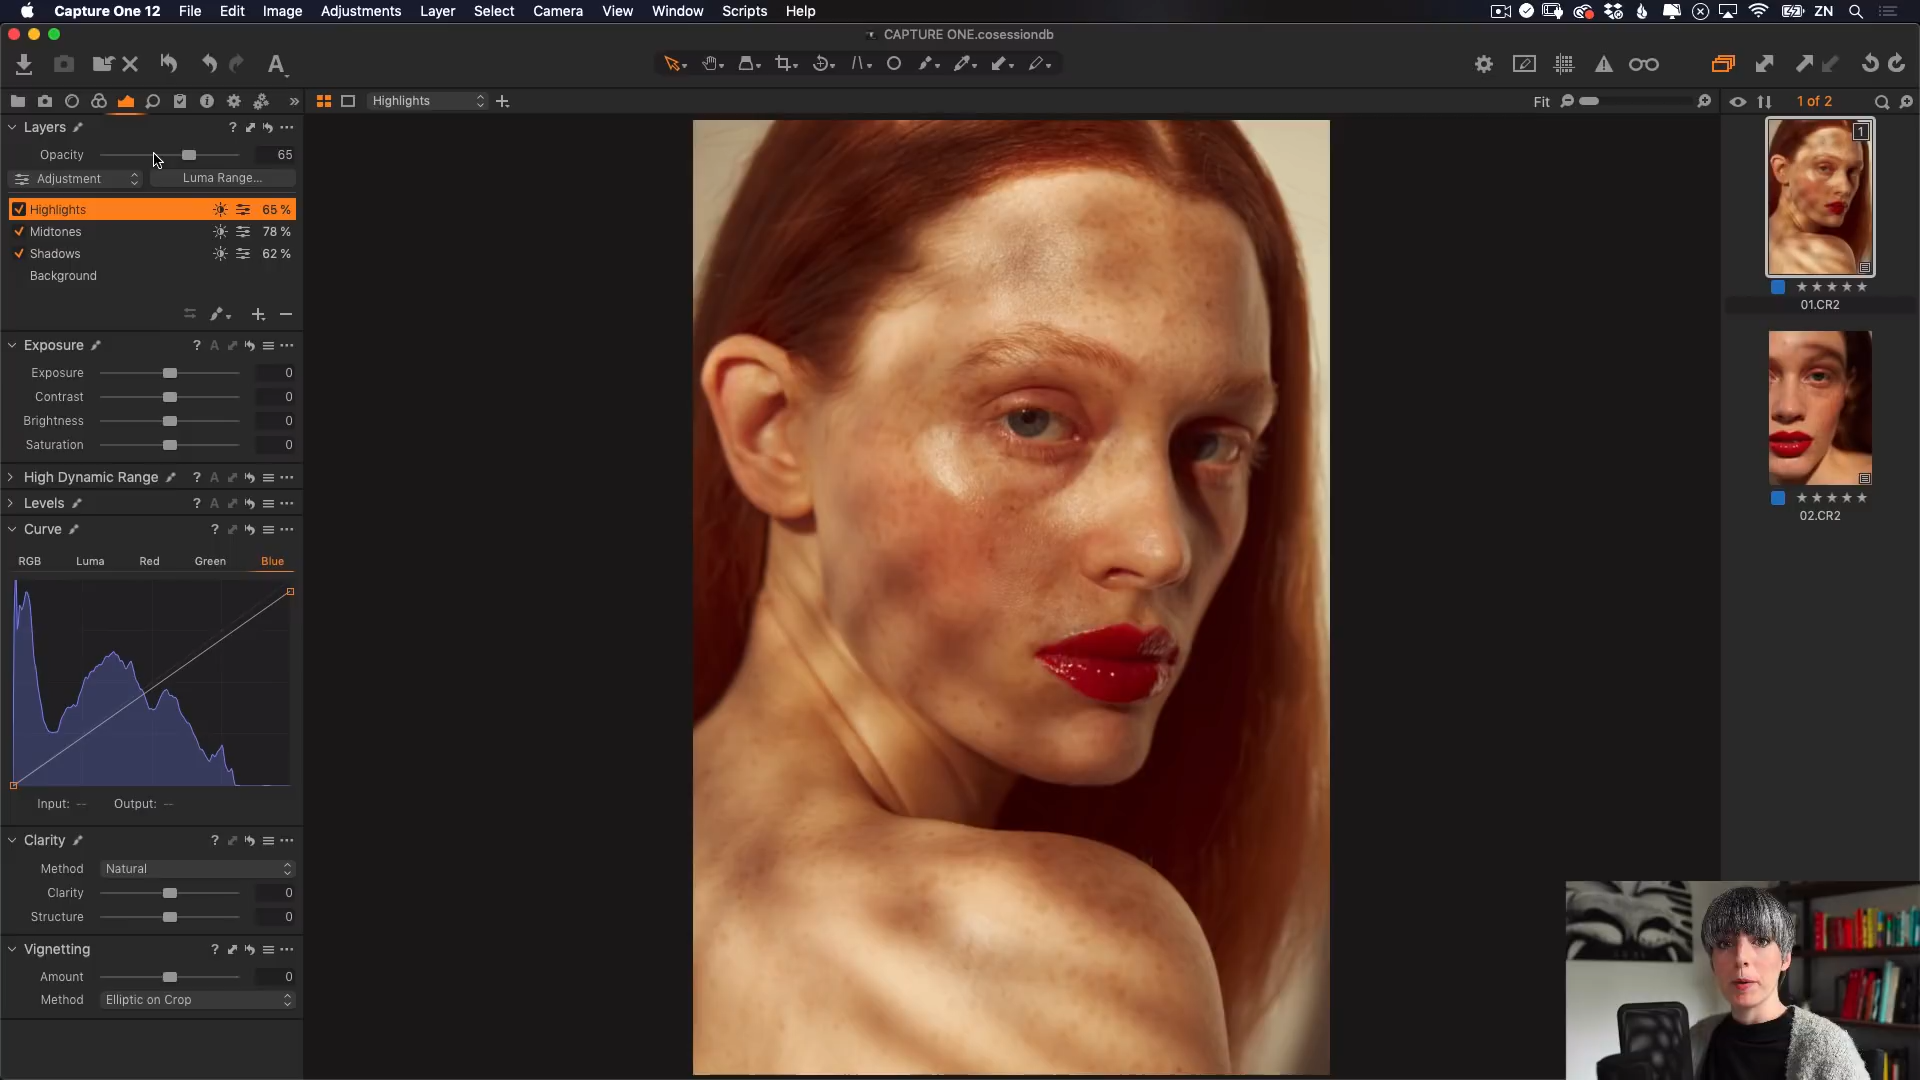 Capture One 12 File Edit Image Adjustments Layer Select Camera View Window Scripts Help ZN
CAPTURE ONE.cosessiondb
A
Highlights
Fit
1 of 2
Layers ?
Opacity 65
Adjustment Luma Range...
Highlights 65 %
Midtones 78 %
Shadows 62 %
Background
Exposure ? A
Exposure 0
Contrast 0
Brightness 0
Saturation 0
High Dynamic Range ? A
Levels ? A
Curve ?
RGB Luma Red Green Blue
Input: -- Output: --
Clarity ?
Method Natural
Clarity 0
Structure 0
Vignetting ?
Amount 0
Method Elliptic on Crop
1
01.CR2
02.CR2